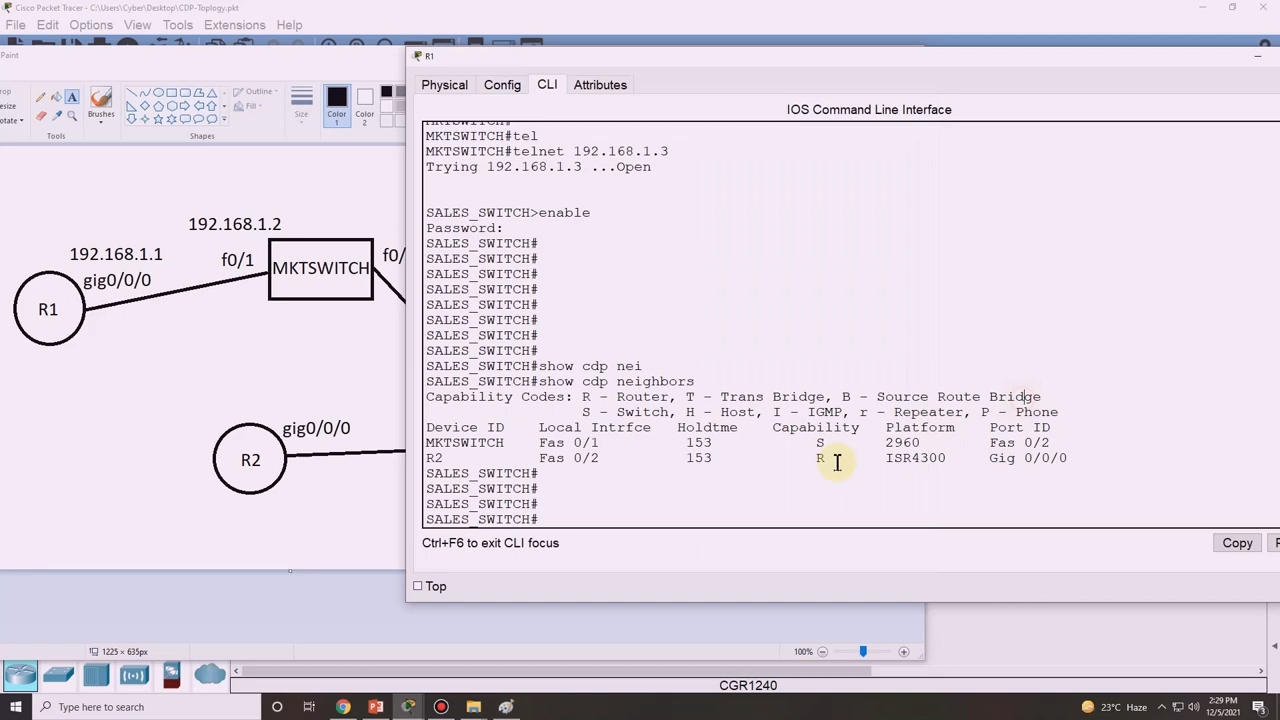 Cisco Packet Tracer - C:\Users\Cyber\Desktop\CDP-Toplogy.pkt
File Edit Options View Tools Extensions Help
Paint
R1
Physical Config CLI Attributes
IOS Command Line Interface
Outline
Fill
Brushes
Size
Color
1
Color
2
Tools
Shapes
MKTSWITCH#tel
MKTSWITCH#telnet 192.168.1.3
Trying 192.168.1.3 ...Open
SALES_SWITCH>enable
Password:
SALES_SWITCH#
SALES_SWITCH#
SALES_SWITCH#
SALES_SWITCH#
SALES_SWITCH#
SALES_SWITCH#
SALES_SWITCH#
SALES_SWITCH#
SALES_SWITCH#show cdp nei
SALES_SWITCH#show cdp neighbors
Capability Codes: R - Router, T - Trans Bridge, B - Source Route Bridge
S - Switch, H - Host, I - IGMP, r - Repeater, P - Phone
Device ID Local Intrfce Holdtme Capability Platform Port ID
MKTSWITCH Fas 0/1 153 S 2960 Fas 0/2
R2 Fas 0/2 153 R ISR4300 Gig 0/0/0
SALES_SWITCH#
SALES_SWITCH#
SALES_SWITCH#
SALES_SWITCH#
Ctrl+F6 to exit CLI focus
Copy
Top
192.168.1.2
192.168.1.1
gig0/0/0
f0/1
MKTSWITCH
f0/
R1
gig0/0/0
R2
1225 × 635px
100%
CGR1240
Type here to search
23°C Haze
2:29 PM
12/5/2021